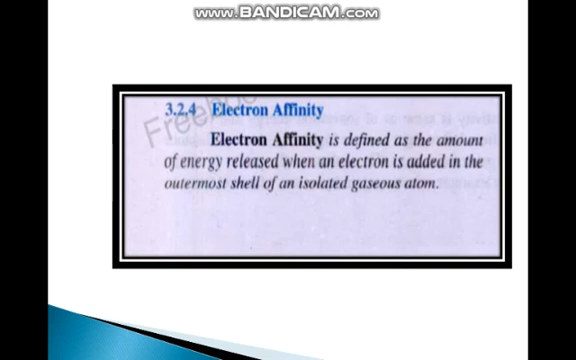 www.BANDICAM.com
3.2.4 Electron Affinity
Electron Affinity is defined as the amount
of energy released when an electron is added in the
outermost shell of an isolated gaseous atom.